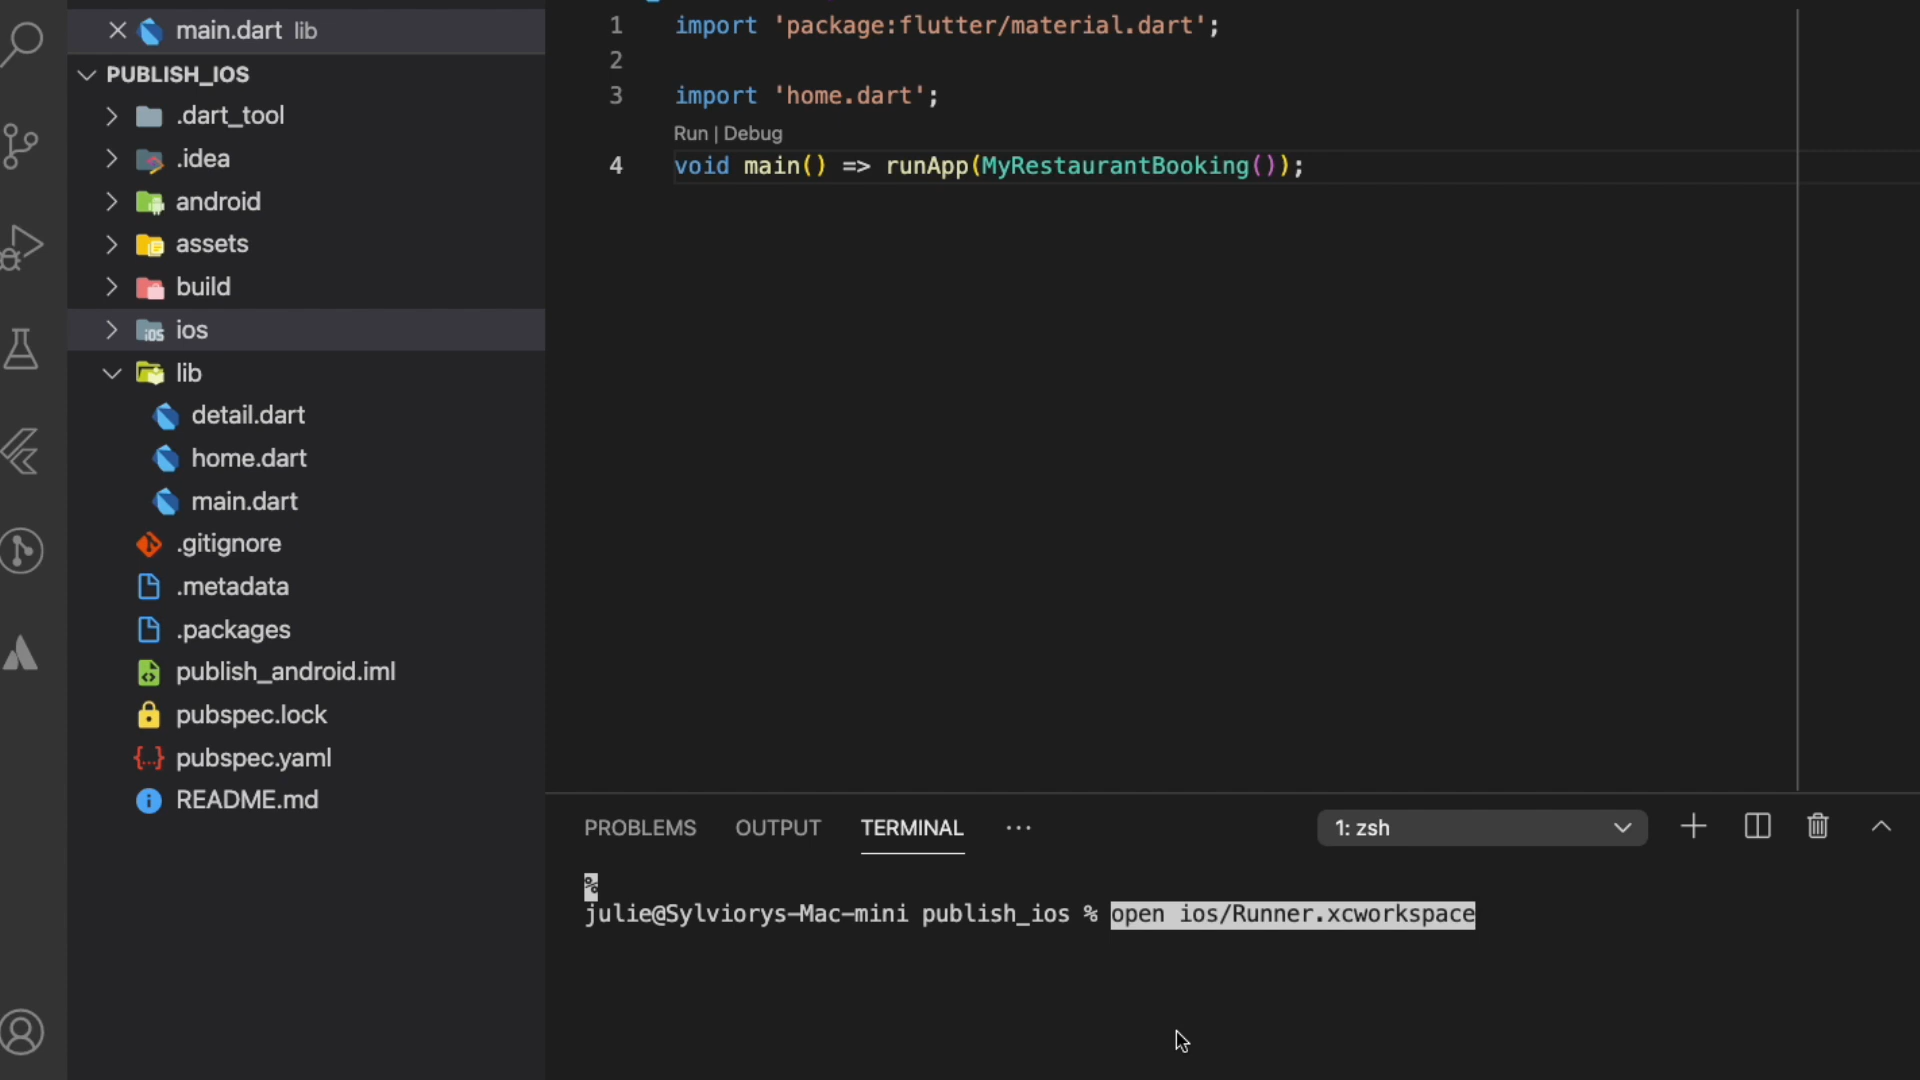 main.dart lib
PUBLISH_IOS
.dart_tool
.idea
android
assets
build
ios
lib
detail.dart
home.dart
main.dart
.gitignore
.metadata
.packages
publish_android.iml
pubspec.lock
pubspec.yaml
README.md
1 import 'package:flutter/material.dart';
2
3 import 'home.dart';
Run | Debug
4 void main() => runApp(MyRestaurantBooking());
PROBLEMS OUTPUT TERMINAL ... 1: zsh
%
julie@Sylviorys-Mac-mini publish_ios % open ios/Runner.xcworkspace